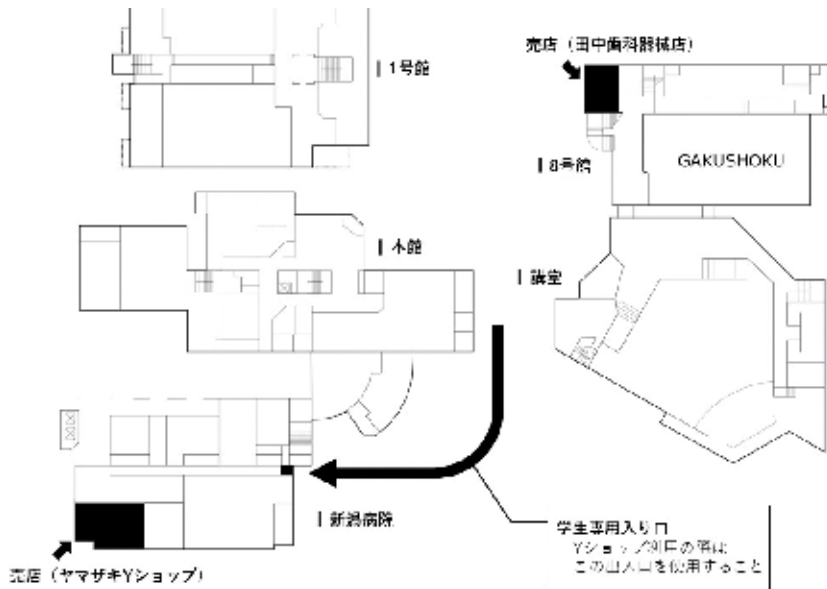 売店（田中歯科器械店）
1号館
8号館
GAKUSHOKU
本館
講堂
新潟病院
学生専用入り口
Yショップ利用の際は
この出入口を使用すること
売店（ヤマザキYショップ）